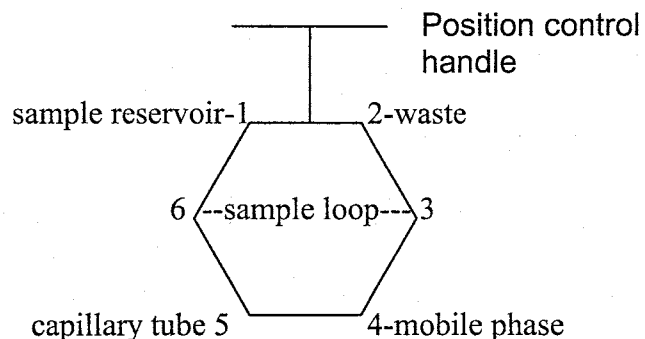 Position control
handle
sample reservoir-1 2-waste
6 --sample loop--- 3
capillary tube 5 4-mobile phase